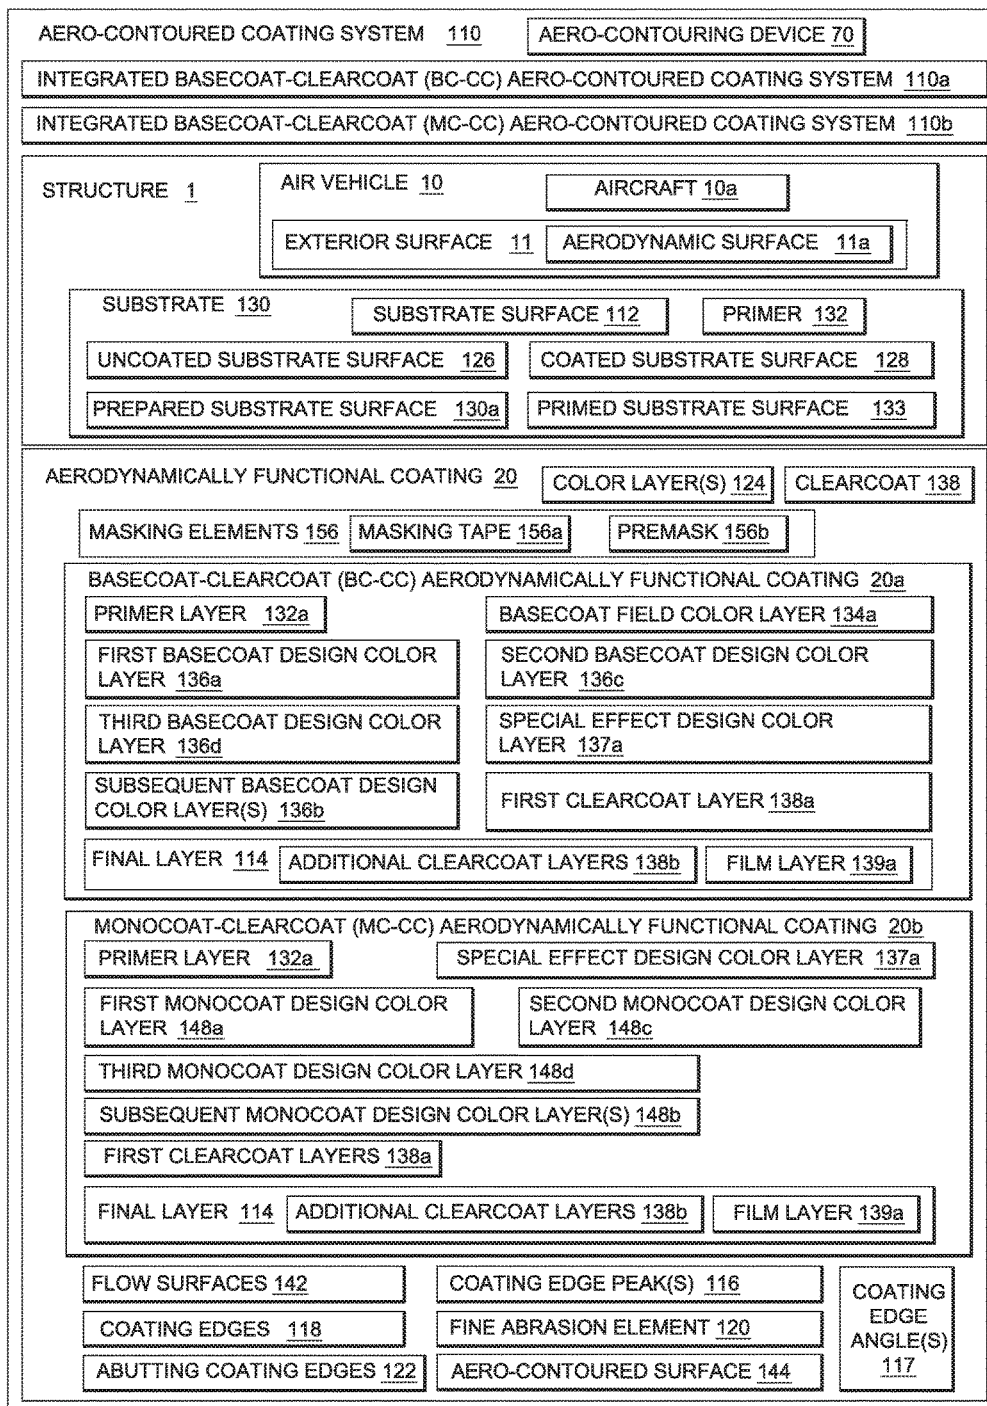 AERO-CONTOURED COATING SYSTEM 110
AERO-CONTOURING DEVICE 70
INTEGRATED BASECOAT-CLEARCOAT (BC-CC) AERO-CONTOURED COATING SYSTEM 110a
INTEGRATED BASECOAT-CLEARCOAT (MC-CC) AERO-CONTOURED COATING SYSTEM 110b
STRUCTURE 1
AIR VEHICLE 10
AIRCRAFT 10a
EXTERIOR SURFACE 11
AERODYNAMIC SURFACE 11a
SUBSTRATE 130
SUBSTRATE SURFACE 112
PRIMER 132
UNCOATED SUBSTRATE SURFACE 126
COATED SUBSTRATE SURFACE 128
PREPARED SUBSTRATE SURFACE 130a
PRIMED SUBSTRATE SURFACE 133
AERODYNAMICALLY FUNCTIONAL COATING 20
COLOR LAYER(S) 124
CLEARCOAT 138
MASKING ELEMENTS 156
MASKING TAPE 156a
PREMASK 156b
BASECOAT-CLEARCOAT (BC-CC) AERODYNAMICALLY FUNCTIONAL COATING 20a
PRIMER LAYER 132a
BASECOAT FIELD COLOR LAYER 134a
FIRST BASECOAT DESIGN COLOR
LAYER 136a
SECOND BASECOAT DESIGN COLOR
LAYER 136c
THIRD BASECOAT DESIGN COLOR
LAYER 136d
SPECIAL EFFECT DESIGN COLOR
LAYER 137a
SUBSEQUENT BASECOAT DESIGN
COLOR LAYER(S) 136b
FIRST CLEARCOAT LAYER 138a
FINAL LAYER 114
ADDITIONAL CLEARCOAT LAYERS 138b
FILM LAYER 139a
MONOCOAT-CLEARCOAT (MC-CC) AERODYNAMICALLY FUNCTIONAL COATING 20b
PRIMER LAYER 132a
SPECIAL EFFECT DESIGN COLOR LAYER 137a
FIRST MONOCOAT DESIGN COLOR
LAYER 148a
SECOND MONOCOAT DESIGN COLOR
LAYER 148c
THIRD MONOCOAT DESIGN COLOR LAYER 148d
SUBSEQUENT MONOCOAT DESIGN COLOR LAYER(S) 148b
FIRST CLEARCOAT LAYERS 138a
FINAL LAYER 114
ADDITIONAL CLEARCOAT LAYERS 138b
FILM LAYER 139a
FLOW SURFACES 142
COATING EDGE PEAK(S) 116
COATING EDGES 118
FINE ABRASION ELEMENT 120
ABUTTING COATING EDGES 122
AERO-CONTOURED SURFACE 144
COATING
EDGE
ANGLE(S)
117